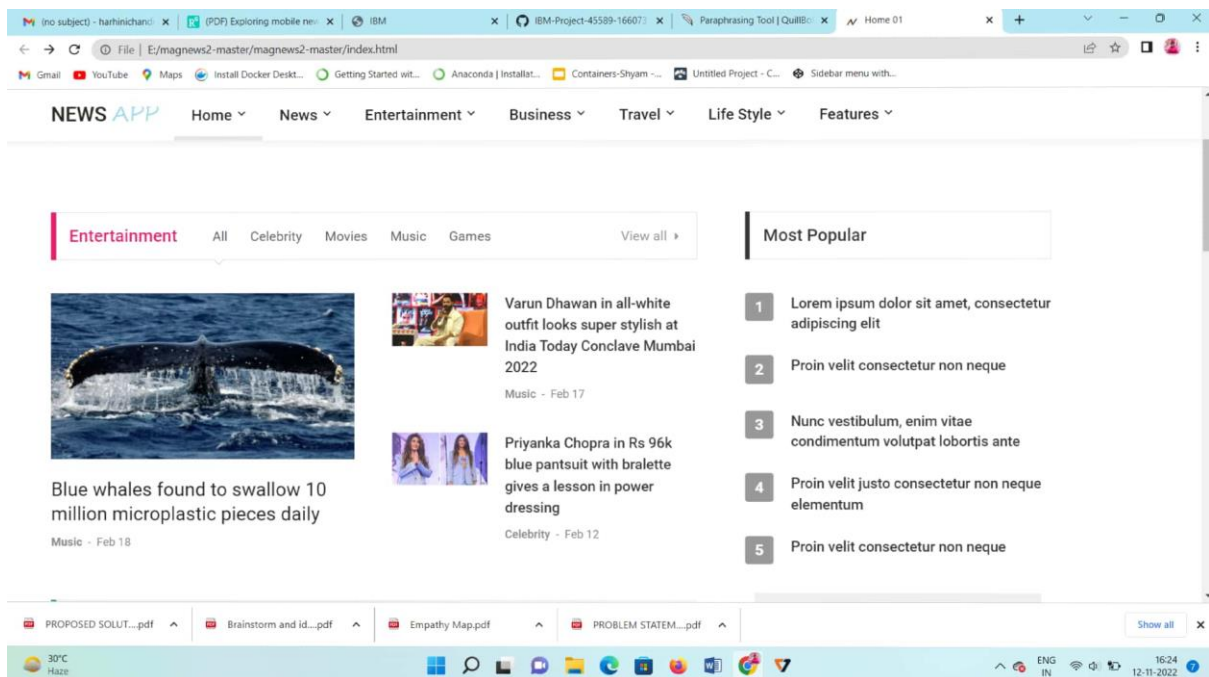 (no subject) - harhinichand
(PDF) Exploring mobile new
IBM
IBM-Project-45589-166073
Paraphrasing Tool | QuillBo
Home 01
File | E:/magnews2-master/magnews2-master/index.html
Gmail
YouTube
Maps
Install Docker Deskt...
Getting Started wit...
Anaconda | Installat...
Containers-Shyam -...
Untitled Project - C...
Sidebar menu with...
NEWS APP
Home
News
Entertainment
Business
Travel
Life Style
Features
Entertainment
All
Celebrity
Movies
Music
Games
View all
Most Popular
Blue whales found to swallow 10
million microplastic pieces daily
Music - Feb 18
Varun Dhawan in all-white
outfit looks super stylish at
India Today Conclave Mumbai
2022
Music - Feb 17
Priyanka Chopra in Rs 96k
blue pantsuit with bralette
gives a lesson in power
dressing
Celebrity - Feb 12
1
Lorem ipsum dolor sit amet, consectetur
adipiscing elit
2
Proin velit consectetur non neque
3
Nunc vestibulum, enim vitae
condimentum volutpat lobortis ante
4
Proin velit justo consectetur non neque
elementum
5
Proin velit consectetur non neque
PROPOSED SOLUT....pdf
Brainstorm and id....pdf
Empathy Map.pdf
PROBLEM STATEM....pdf
Show all
30°C
Haze
ENG
IN
16:24
12-11-2022
7